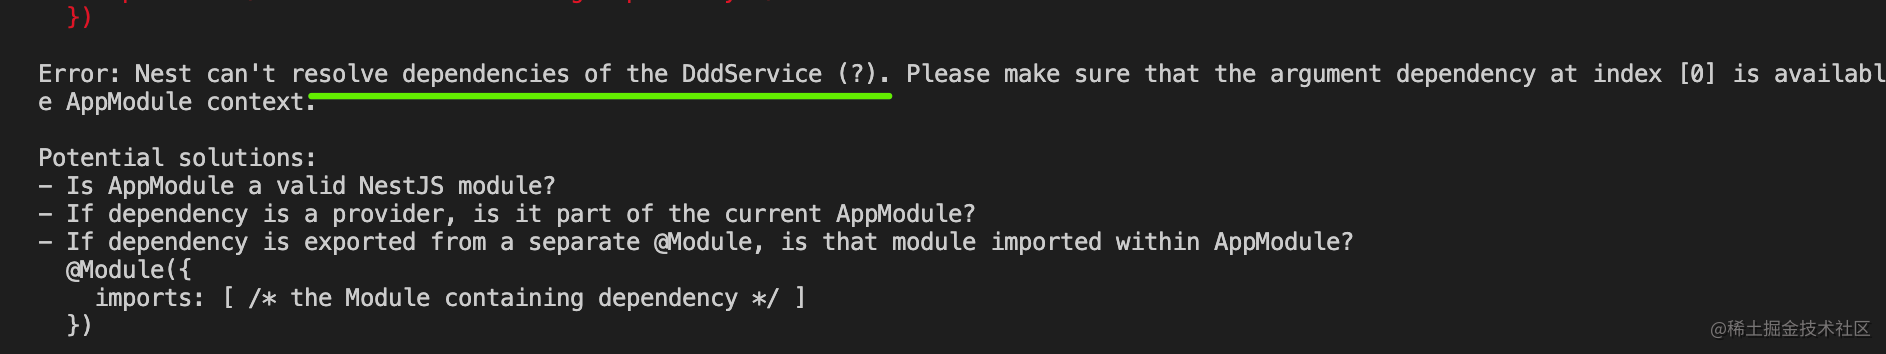 })
Error: Nest can't resolve dependencies of the DddService (?). Please make sure that the argument dependency at index [0] is availabl
e AppModule context.
Potential solutions:
- Is AppModule a valid NestJS module?
- If dependency is a provider, is it part of the current AppModule?
- If dependency is exported from a separate @Module, is that module imported within AppModule?
@Module({
imports: [ /* the Module containing dependency */ ]
})
@稀土掘金技术社区